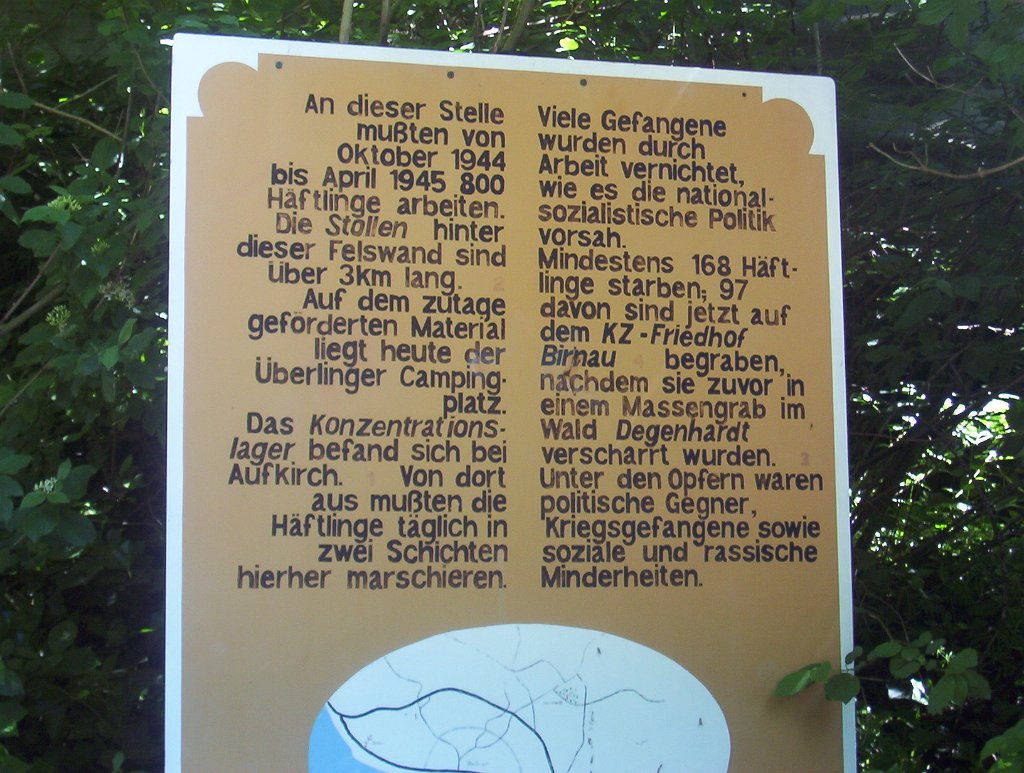 An dieser Stelle
mußten von
Oktober 1944
bis April 1945 800
Häftlinge arbeiten.
Die Stollen hinter
dieser Felswand sind
über 3km lang. 2
Auf dem zutage
geförderten Material
liegt heute der
Überlinger Camping-
platz.
Das Konzentrations-
lager befand sich bei
Aufkirch. 1 Von dort
aus mußten die
Häftlinge täglich in
zwei Schichten
hierher marschieren.
Viele Gefangene
wurden durch
Arbeit vernichtet,
wie es die national-
sozialistische Politik
vorsah.
Mindestens 168 Häft-
linge starben; 97
davon sind jetzt auf
dem KZ-Friedhof
Birnau 4 begraben,
nachdem sie zuvor in
einem Massengrab im
Wald Degenhardt
verscharrt wurden. 3
Unter den Opfern waren
politische Gegner,
Kriegsgefangene sowie
soziale und rassische
Minderheiten.